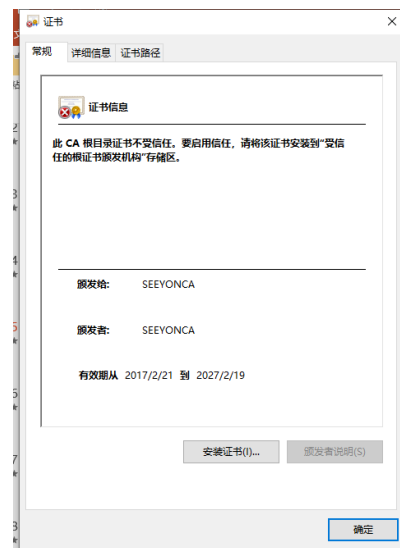 证书
常规 详细信息 证书路径
证书信息
此 CA 根目录证书不受信任。要启用信任，请将该证书安装到"受信
任的根证书颁发机构"存储区。
颁发给: SEEYONCA
颁发者: SEEYONCA
有效期从 2017/2/21 到 2027/2/19
安装证书(I)... 颁发者说明(S)
确定